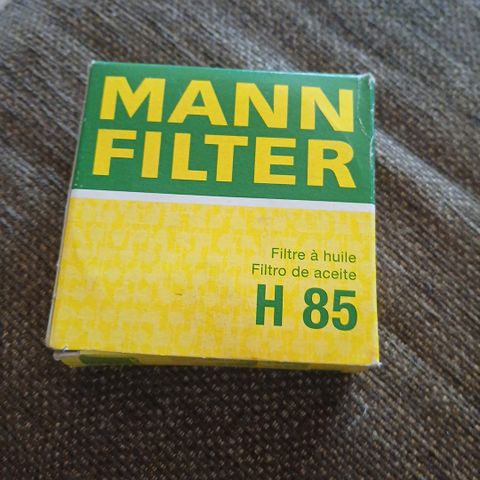 MANN
FILTER
Filtre à huile
Filtro de aceite
H 85